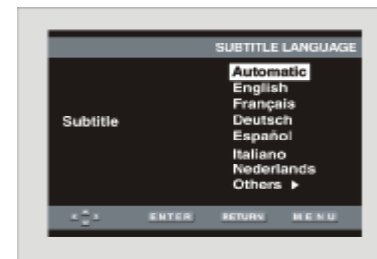 SUBTITLE LANGUAGE
Automatic
English
Français
Subtitle
Deutsch
Español
Italiano
Nederlands
Others ▶
ENTER RETURN MENU